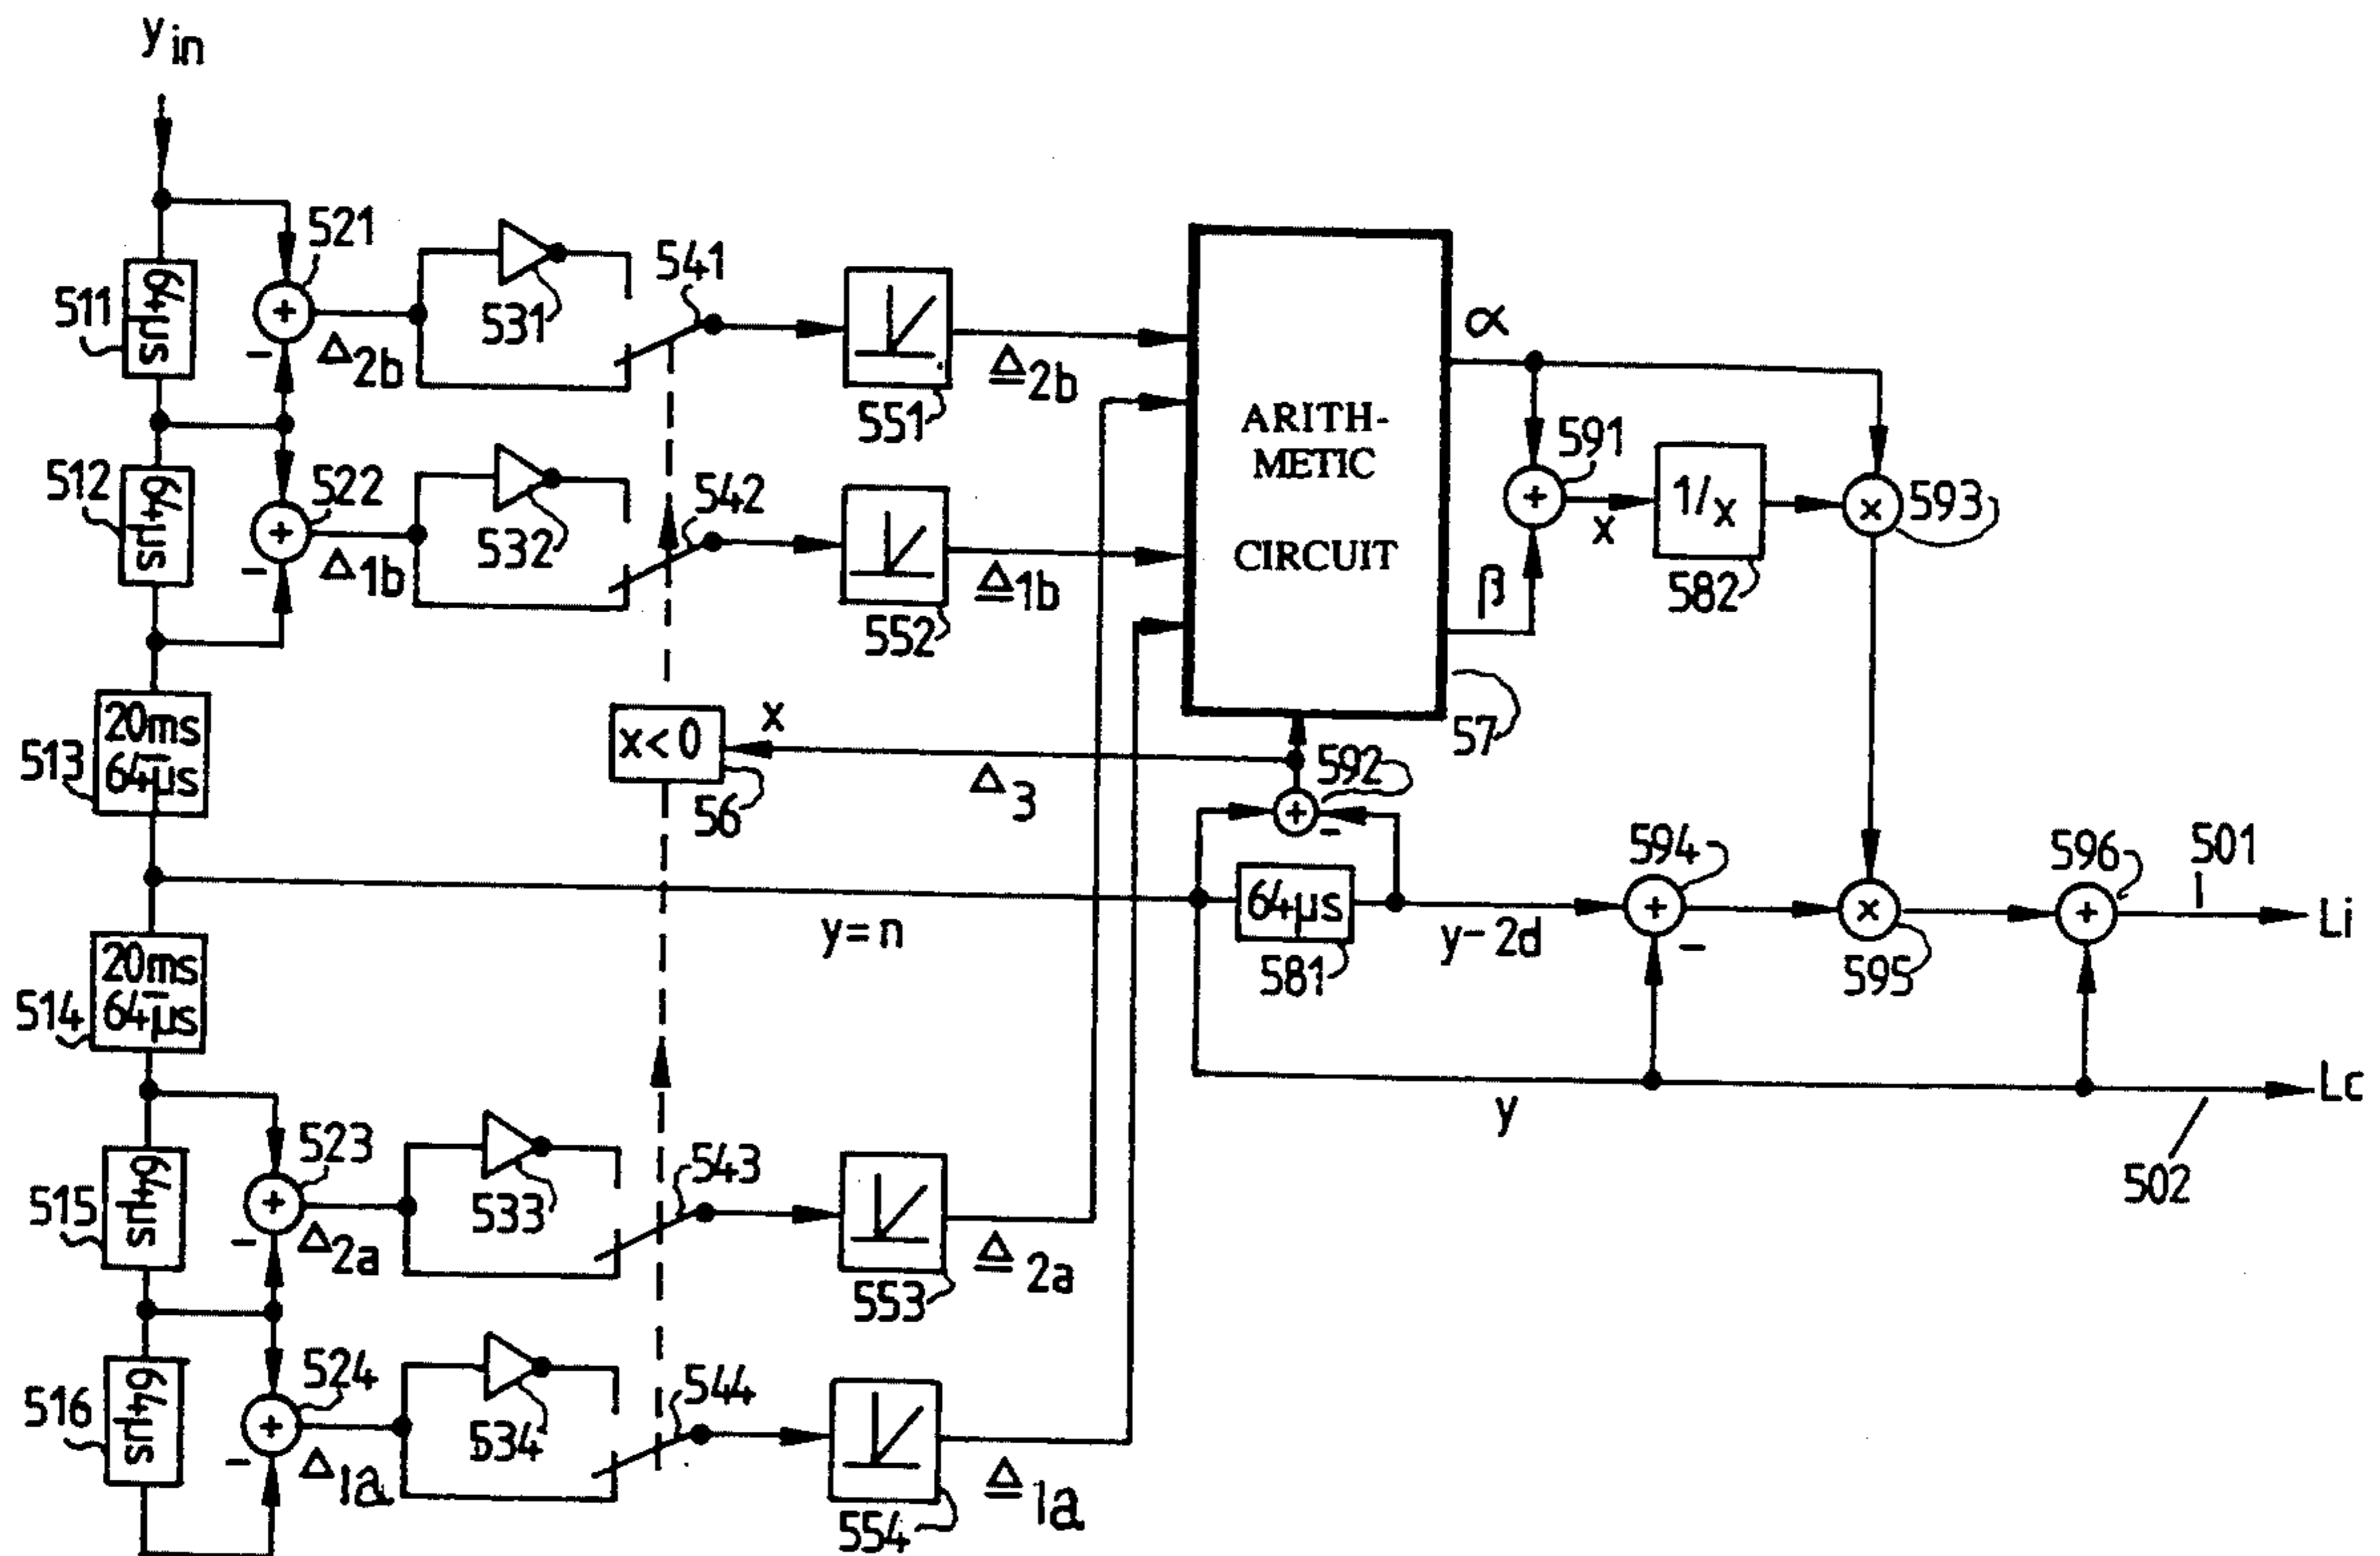 yin
521
511
64μs
+
-
Δ2b
531
541
551
Δ2b
512
64μs
522
+
-
Δ1b
532
542
552
Δ1b
ARITH-
METIC
CIRCUIT
57
α
β
591
+
x
1/x
582
×
593
513
20ms
64μs
x<0
56
x
Δ3
592
+
-
y=n
64μs
581
y-2d
594
+
-
×
595
596
+
501
Li
514
20ms
64μs
y
Lc
502
515
64μs
523
+
-
Δ2a
533
543
553
Δ2a
516
64μs
524
+
-
Δ1a
534
544
554
Δ1a